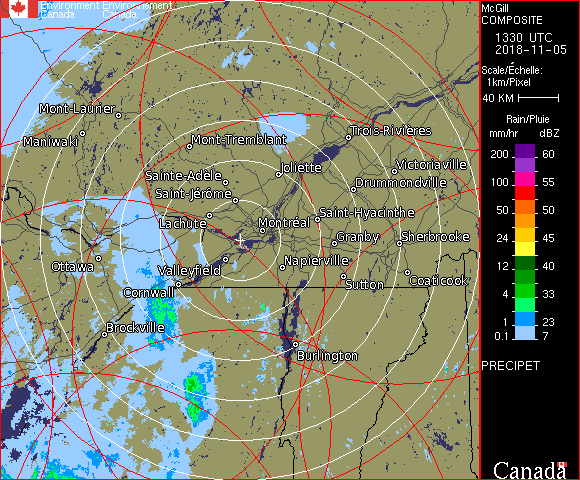 Environment Environnement
Canada Canada
Mont-Laurier
Maniwaki
Mont-Tremblant
Trois-Rivières
Joliette
Victoriaville
Sainte-Adèle
Drummondville
Saint-Jérôme
Saint-Hyacinthe
Lachute
Montréal
Granby
Sherbrooke
Ottawa
Valleyfield
Napierville
Cornwall
Sutton
Coaticook
Brockville
Burlington
McGill
COMPOSITE
1330 UTC
2018-11-05
Scale/Échelle:
1km/Pixel
40 KM
Rain/Pluie
mm/hr dBZ
200 60
100 55
50 50
24 45
12 40
4 33
1 23
0.1 7
PRECIPET
Canada